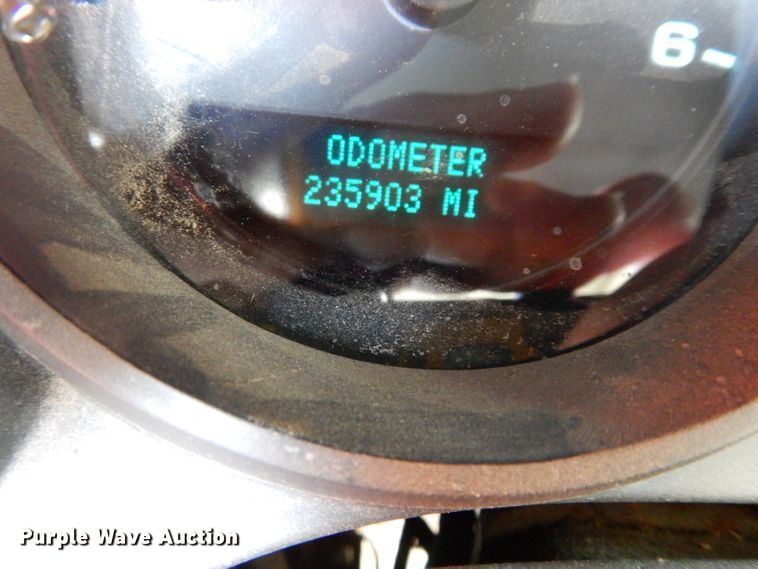 6-
ODOMETER
235903 MI
Purple Wave Auction